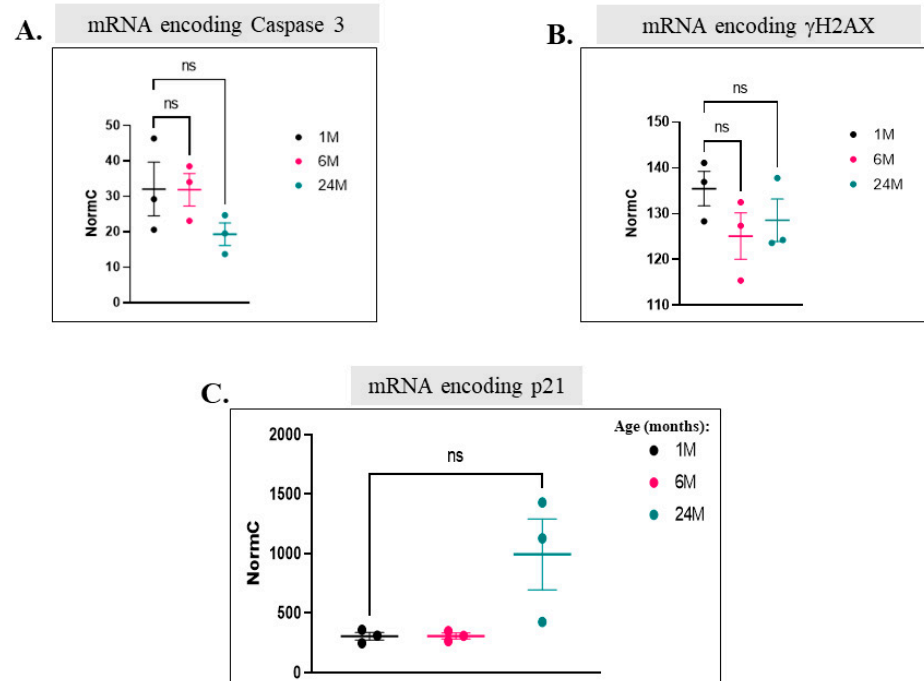 A.
mRNA encoding Caspase 3
ns
ns
50
40
30
20
10
0
NormC
1M
6M
24M
B.
mRNA encoding γH2AX
ns
ns
150
140
130
120
110
NormC
1M
6M
24M
C.
mRNA encoding p21
ns
2000
1500
1000
500
0
NormC
Age (months):
1M
6M
24M